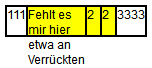 111 Fehlt es 2 2 3333
mir hier
etwa an
Verrückten